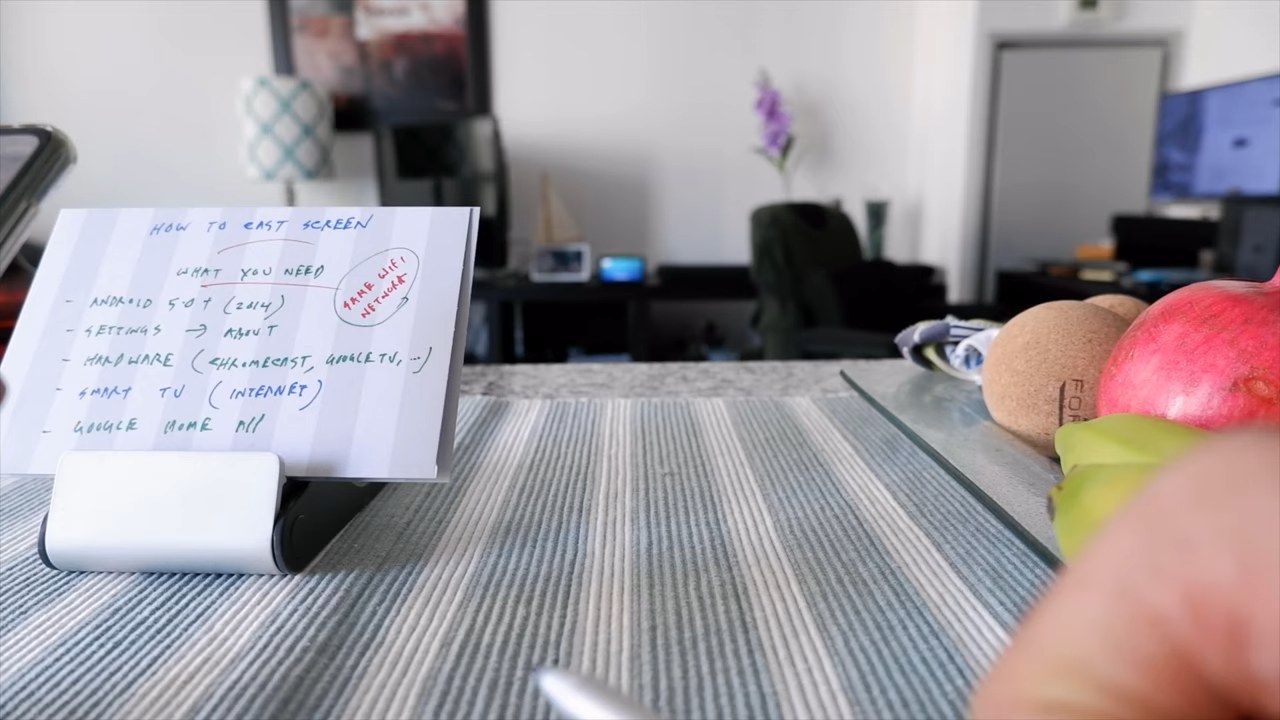 HOW TO CAST SCREEN
WHAT YOU NEED
SAME WIFI
NETWORK
- ANDROID 5.0+ (2014)
- SETTINGS → ABOUT
- HARDWARE (CHROMECAST, GOOGLE TV, ...)
- SMART TV (INTERNET)
- GOOGLE HOME APP
FOR